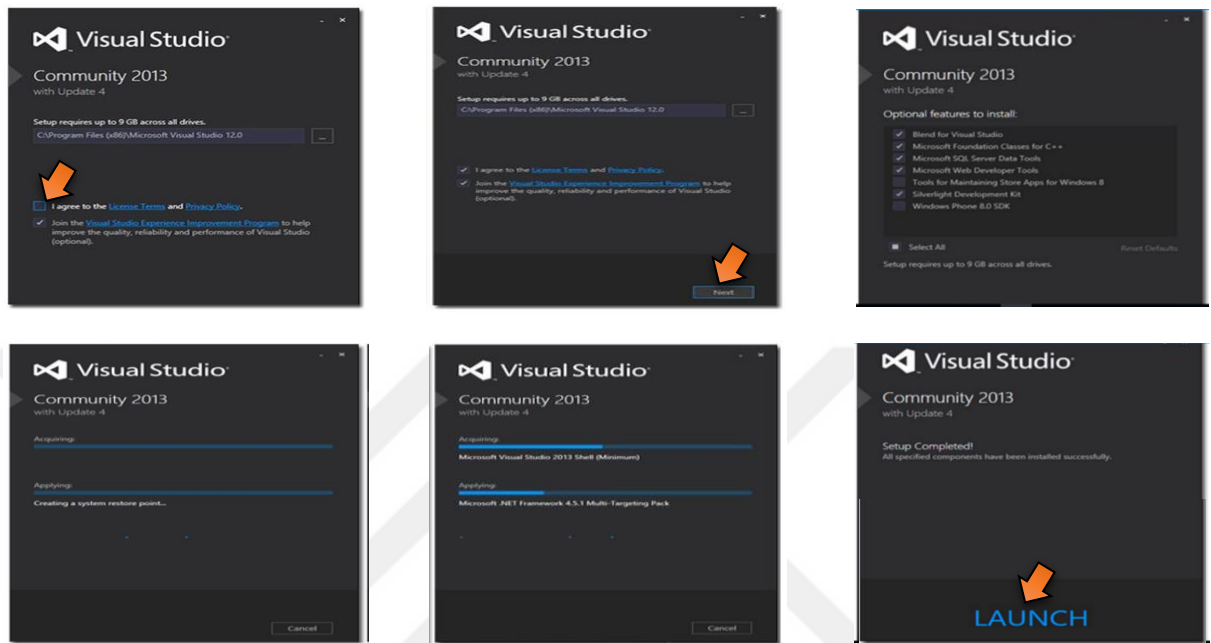 Visual Studio
Community 2013
with Update 4
Setup requires up to 9 GB across all drives.
C:\Program Files (x86)\Microsoft Visual Studio 12.0
...
I agree to the License Terms and Privacy Policy.
Join the Visual Studio Experience Improvement Program to help
improve the quality, reliability and performance of Visual Studio
(optional).
Visual Studio
Community 2013
with Update 4
Setup requires up to 9 GB across all drives.
C:\Program Files (x86)\Microsoft Visual Studio 12.0
...
I agree to the License Terms and Privacy Policy.
Join the Visual Studio Experience Improvement Program to help
improve the quality, reliability and performance of Visual Studio
(optional).
Next
Visual Studio
Community 2013
with Update 4
Optional features to install:
Blend for Visual Studio
Microsoft Foundation Classes for C++
Microsoft SQL Server Data Tools
Microsoft Web Developer Tools
Tools for Maintaining Store Apps for Windows 8
Silverlight Development Kit
Windows Phone 8.0 SDK
Select All
Reset Defaults
Setup requires up to 9 GB across all drives.
Visual Studio
Community 2013
with Update 4
Acquiring:
Applying:
Creating a system restore point...
Cancel
Visual Studio
Community 2013
with Update 4
Acquiring:
Microsoft Visual Studio 2013 Shell (Minimum)
Applying:
Microsoft .NET Framework 4.5.1 Multi-Targeting Pack
Cancel
Visual Studio
Community 2013
with Update 4
Setup Completed!
All specified components have been installed successfully.
LAUNCH